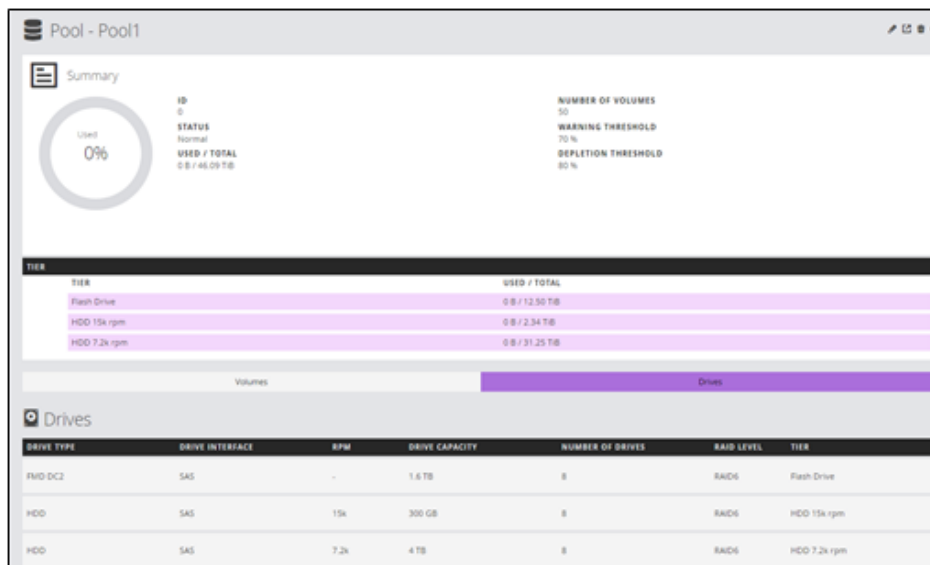 Pool - Pool1
Summary
Used
0%
ID
0
STATUS
Normal
USED / TOTAL
0 B / 46.09 TiB
NUMBER OF VOLUMES
50
WARNING THRESHOLD
70 %
DEPLETION THRESHOLD
80 %
TIER
TIER USED / TOTAL
Flash Drive 0 B / 12.50 TiB
HDD 15k rpm 0 B / 2.34 TiB
HDD 7.2k rpm 0 B / 31.25 TiB
Volumes Drives
Drives
DRIVE TYPE DRIVE INTERFACE RPM DRIVE CAPACITY NUMBER OF DRIVES RAID LEVEL TIER
FMD DC2 SAS - 1.6 TB 8 RAID6 Flash Drive
HDD SAS 15k 300 GB 8 RAID6 HDD 15k rpm
HDD SAS 7.2k 4 TB 8 RAID6 HDD 7.2k rpm